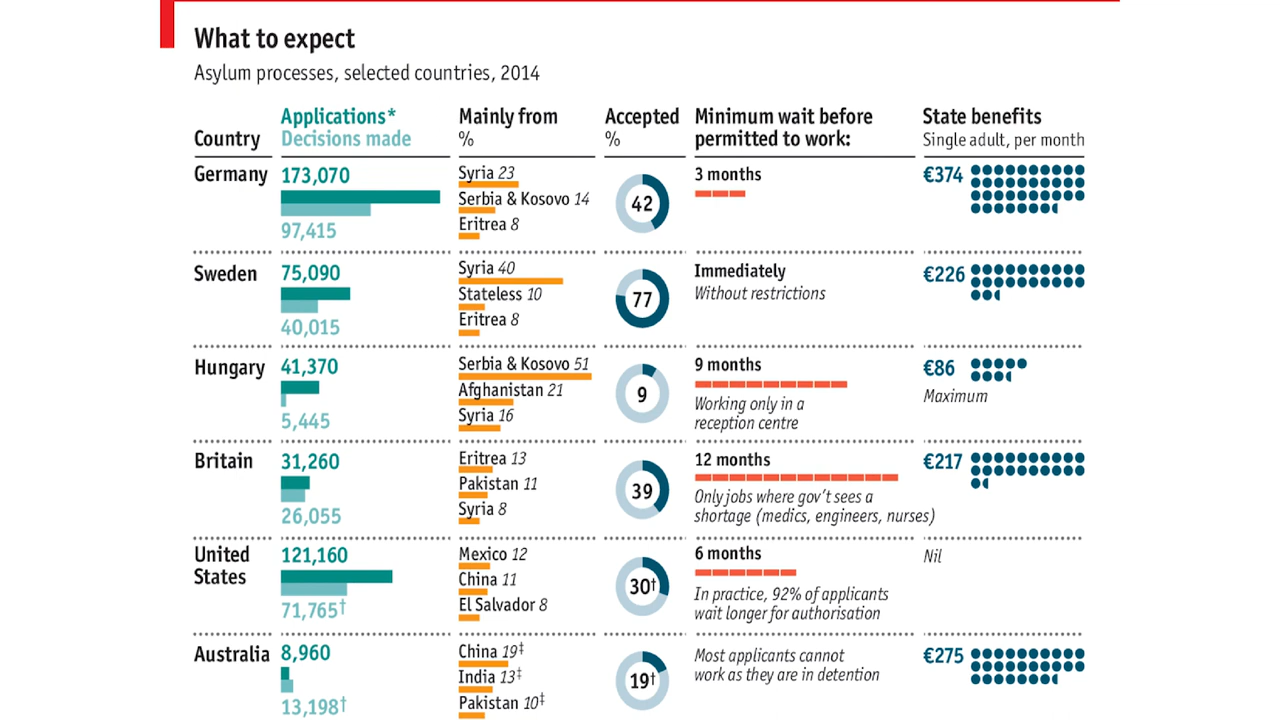 What to expect
Asylum processes, selected countries, 2014
Country
Applications*
Decisions made
Mainly from
%
Accepted
%
Minimum wait before
permitted to work:
State benefits
Single adult, per month
Germany
173,070
97,415
Syria 23
Serbia & Kosovo 14
Eritrea 8
42
3 months
€374
Sweden
75,090
40,015
Syria 40
Stateless 10
Eritrea 8
77
Immediately
Without restrictions
€226
Hungary
41,370
5,445
Serbia & Kosovo 51
Afghanistan 21
Syria 16
9
9 months
Working only in a
reception centre
€86
Maximum
Britain
31,260
26,055
Eritrea 13
Pakistan 11
Syria 8
39
12 months
Only jobs where gov't sees a
shortage (medics, engineers, nurses)
€217
United
States
121,160
71,765†
Mexico 12
China 11
El Salvador 8
30†
6 months
In practice, 92% of applicants
wait longer for authorisation
Nil
Australia
8,960
13,198†
China 19‡
India 13‡
Pakistan 10‡
19†
Most applicants cannot
work as they are in detention
€275